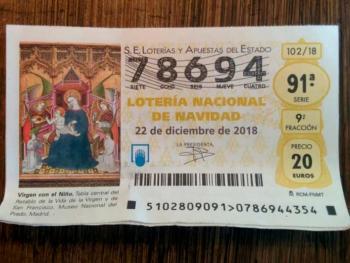 S.E. LOTERÍAS Y APUESTAS DEL ESTADO
102/18
78694
SIETE OCHO SEIS NUEVE CUATRO
91ª
SERIE
LOTERÍA NACIONAL
DE NAVIDAD
22 de diciembre de 2018
9ª
FRACCIÓN
LA PRESIDENTA,
PRECIO
20
EUROS
Virgen con el Niño. Tabla central del
Retablo de la Vida de la Virgen y de
San Francisco. Museo Nacional del
Prado. Madrid.
RCM-FNMT
5102809091>0786944354